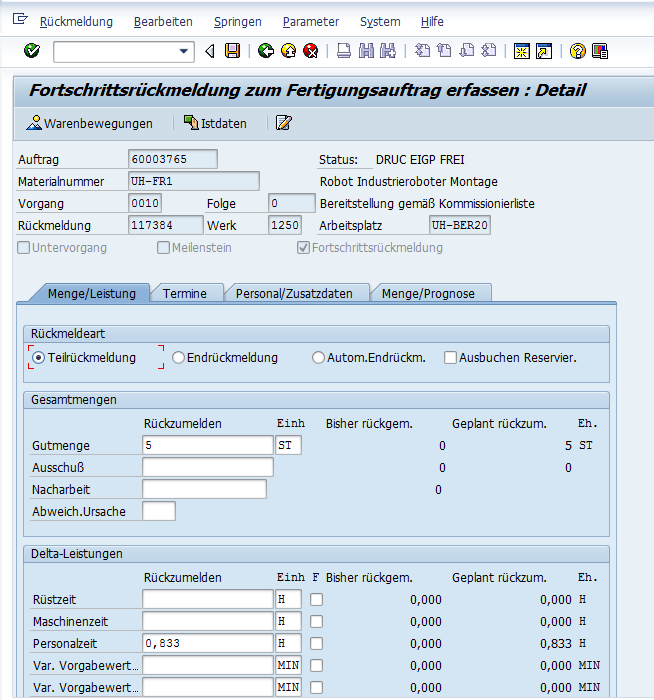 Rückmeldung Bearbeiten Springen Parameter System Hilfe
Fortschrittsrückmeldung zum Fertigungsauftrag erfassen : Detail
Warenbewegungen Istdaten
Auftrag 60003765 Status: DRUC EIGP FREI
Materialnummer UH-FR1 Robot Industrieroboter Montage
Vorgang 0010 Folge 0 Bereitstellung gemäß Kommissionierliste
Rückmeldung 117384 Werk 1250 Arbeitsplatz UH-BER20
Untervorgang Meilenstein Fortschrittsrückmeldung
Menge/Leistung Termine Personal/Zusatzdaten Menge/Prognose
Rückmeldeart
Teilrückmeldung Endrückmeldung Autom.Endrückm. Ausbuchen Reservier.
Gesamtmengen
Rückzumelden Einh Bisher rückgem. Geplant rückzum. Eh.
Gutmenge 5 ST 0 5 ST
Ausschuß 0 0
Nacharbeit 0
Abweich.Ursache
Delta-Leistungen
Rückzumelden Einh F Bisher rückgem. Geplant rückzum. Eh.
Rüstzeit H 0,000 0,000 H
Maschinenzeit H 0,000 0,000 H
Personalzeit 0,833 H 0,000 0,833 H
Var. Vorgabewert... MIN 0,000 0,000 MIN
Var. Vorgabewert... MIN 0,000 0,000 MIN